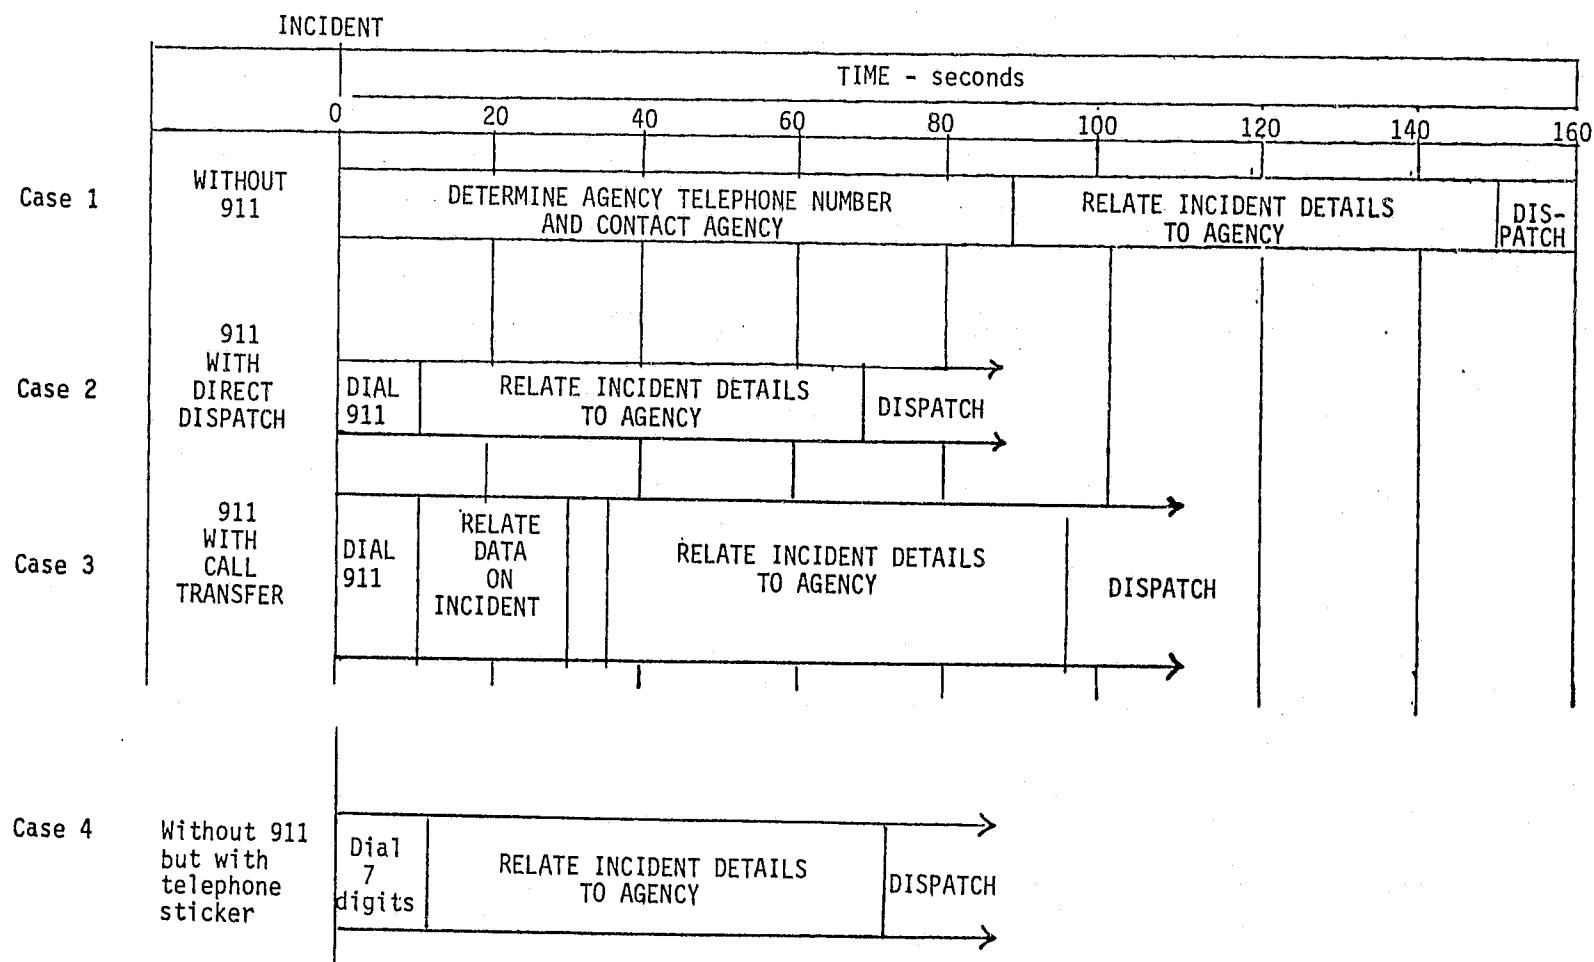 INCIDENT
TIME - seconds
0 20 40 60 80 100 120 140 160
Case 1
WITHOUT
911
DETERMINE AGENCY TELEPHONE NUMBER
AND CONTACT AGENCY
RELATE INCIDENT DETAILS
TO AGENCY
DIS-
PATCH
Case 2
911
WITH
DIRECT
DISPATCH
DIAL
911
RELATE INCIDENT DETAILS
TO AGENCY
DISPATCH
Case 3
911
WITH
CALL
TRANSFER
DIAL
911
RELATE
DATA
ON
INCIDENT
RELATE INCIDENT DETAILS
TO AGENCY
DISPATCH
Case 4
Without 911
but with
telephone
sticker
Dial
7
digits
RELATE INCIDENT DETAILS
TO AGENCY
DISPATCH